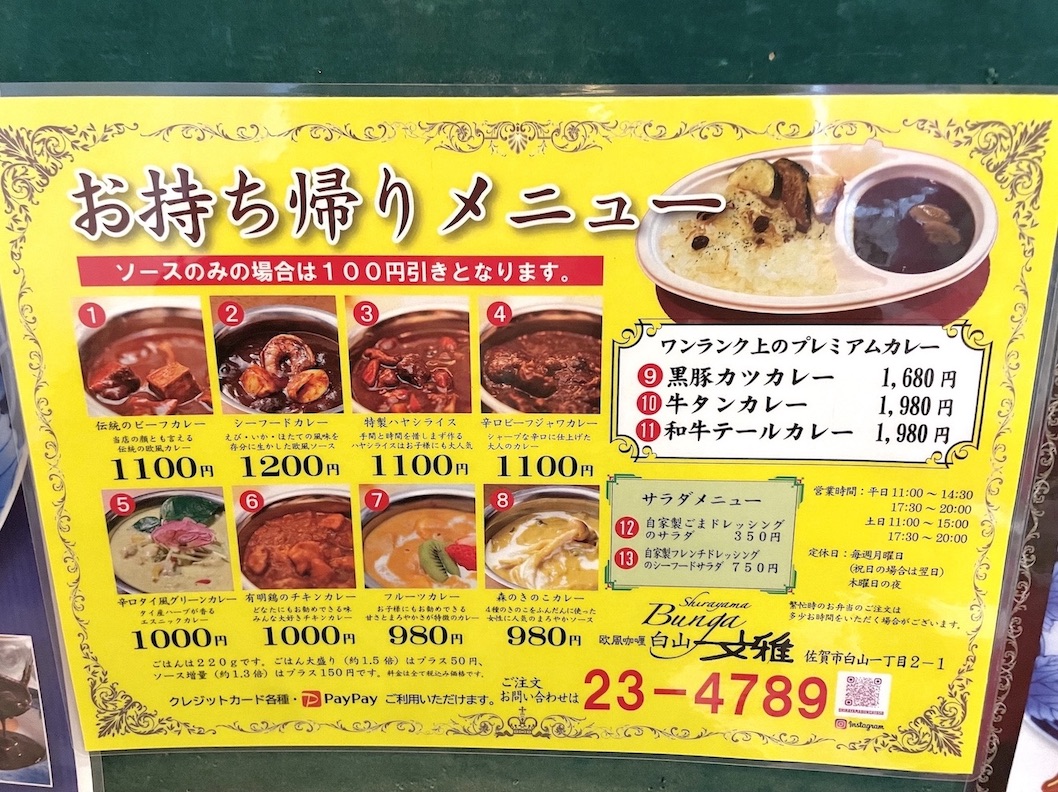 お持ち帰りメニュー
ソースのみの場合は１００円引きとなります。
1
伝統のビーフカレー
当店の顔とも言える
伝統の欧風カレー
1100円
2
シーフードカレー
えび・いか・ほたての風味を
存分に生かした欧風ソース
1200円
3
特製ハヤシライス
手間と時間を惜しまず作る
ハヤシライスはお子様にも大人気
1100円
4
辛口ビーフジャワカレー
シャープな辛口に仕上げた
大人のカレー
1100円
5
辛口タイ風グリーンカレー
タイ産ハーブが香る
エスニックカレー
1000円
6
有明鶏のチキンカレー
どなたにもお勧めできる味
みんな大好きチキンカレー
1000円
7
フルーツカレー
お子様にもお勧めできる
甘さとまろやかさが特徴のカレー
980円
8
森のきのこカレー
4種のきのこをふんだんに使った
女性に人気のまろやかソース
980円
ワンランク上のプレミアムカレー
9 黒豚カツカレー 1,680円
10 牛タンカレー 1,980円
11 和牛テールカレー 1,980円
サラダメニュー
12 自家製ごまドレッシング
のサラダ ３５０円
13 自家製フレンチドレッシング
のシーフードサラダ ７５０円
営業時間：平日 11:00～14:30
17:30～20:00
土日 11:00～15:00
17:30～20:00
定休日：毎週月曜日
(祝日の場合は翌日)
木曜日の夜
繁忙時のお弁当のご注文は
多少お時間をいただく場合がございます。
Shirayama
Bunga
欧風咖喱 白山 文雅
佐賀市白山一丁目２－１
ごはんは２２０ｇです。ごはん大盛り（約1.5倍）はプラス50円、
ソース増量（約1.3倍）はプラス150円です。料金は全て税込み価格です。
クレジットカード各種・PayPay ご利用いただけます。
ご注文
お問い合わせは
23－4789
Instagram